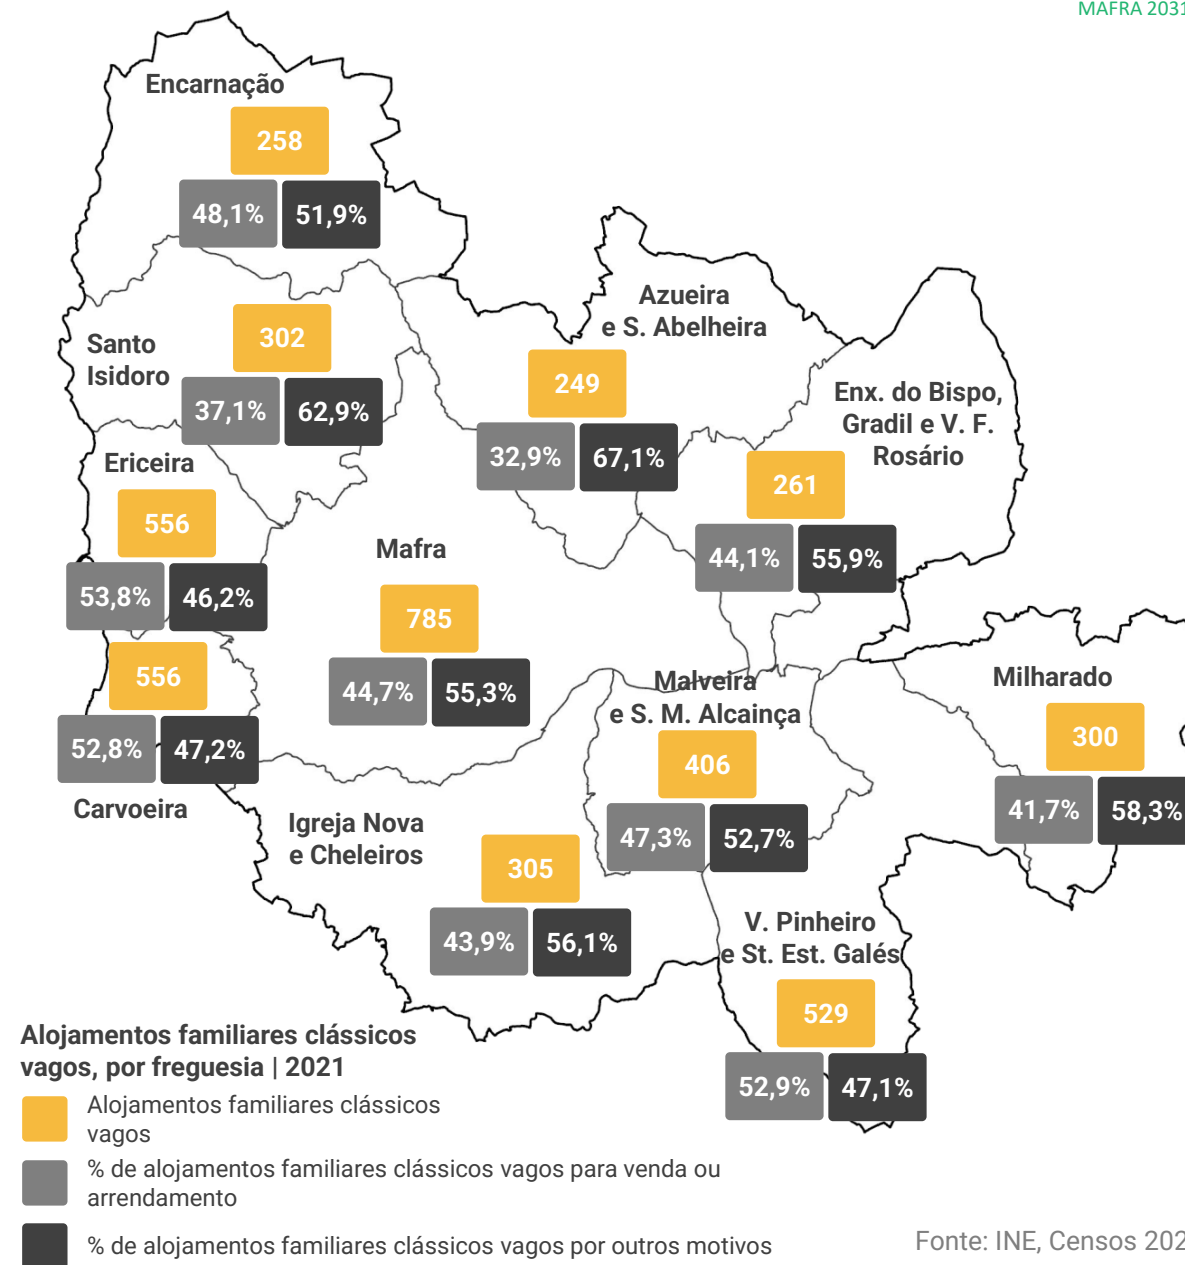 MAFRA 2031
Encarnação
258
48,1% 51,9%
Azueira
e S. Abelheira
Santo
Isidoro
302
37,1% 62,9%
249
32,9% 67,1%
Enx. do Bispo,
Gradil e V. F.
Rosário
261
44,1% 55,9%
Ericeira
556
53,8% 46,2%
Mafra
785
44,7% 55,3%
556
52,8% 47,2%
Carvoeira
Malveira
e S. M. Alcainça
406
47,3% 52,7%
Milharado
300
41,7% 58,3%
Igreja Nova
e Cheleiros
305
43,9% 56,1%
V. Pinheiro
e St. Est. Galés
529
52,9% 47,1%
Alojamentos familiares clássicos
vagos, por freguesia | 2021
Alojamentos familiares clássicos
vagos
% de alojamentos familiares clássicos vagos para venda ou
arrendamento
% de alojamentos familiares clássicos vagos por outros motivos
Fonte: INE, Censos 202